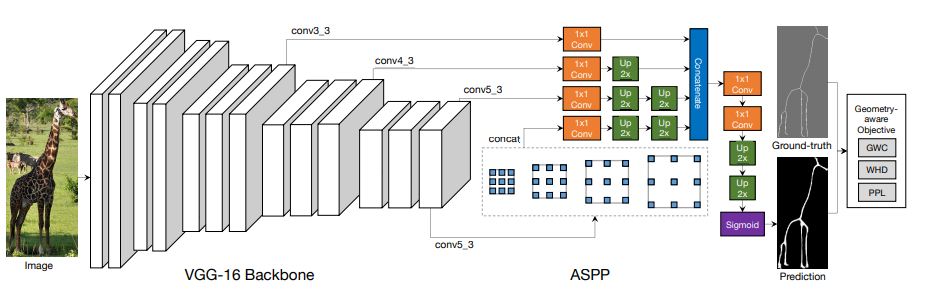 conv3_3
conv4_3
conv5_3
concat
conv5_3
1x1
Conv
1x1
Conv
Up
2x
1x1
Conv
Up
2x
Up
2x
1x1
Conv
Up
2x
Up
2x
Concatenate
1x1
Conv
1x1
Conv
Up
2x
Up
2x
Sigmoid
Ground-truth
Prediction
Geometry-
aware
Objective
GWC
WHD
PPL
Image
VGG-16 Backbone
ASPP